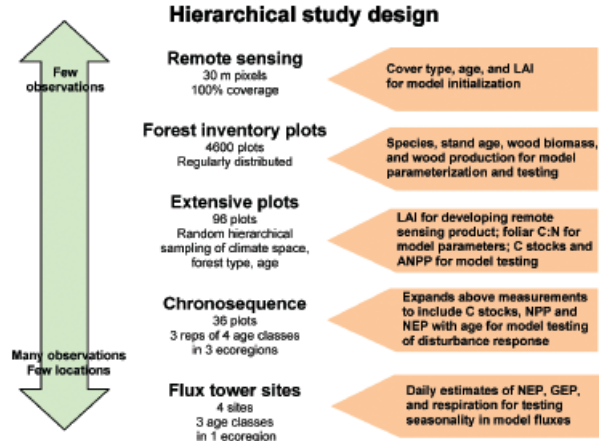 Hierarchical study design
Few
observations
Many observations
Few locations
Remote sensing
30 m pixels
100% coverage
Cover type, age, and LAI
for model initialization
Forest inventory plots
4600 plots
Regularly distributed
Species, stand age, wood biomass,
and wood production for model
parameterization and testing
Extensive plots
96 plots
Random hierarchical
sampling of climate space,
forest type, age
LAI for developing remote
sensing product; foliar C:N for
model parameters; C stocks and
ANPP for model testing
Chronosequence
36 plots
3 reps of 4 age classes
in 3 ecoregions
Expands above measurements
to include C stocks, NPP and
NEP with age for model testing
of disturbance response
Flux tower sites
4 sites
3 age classes
in 1 ecoregion
Daily estimates of NEP, GEP,
and respiration for testing
seasonality in model fluxes